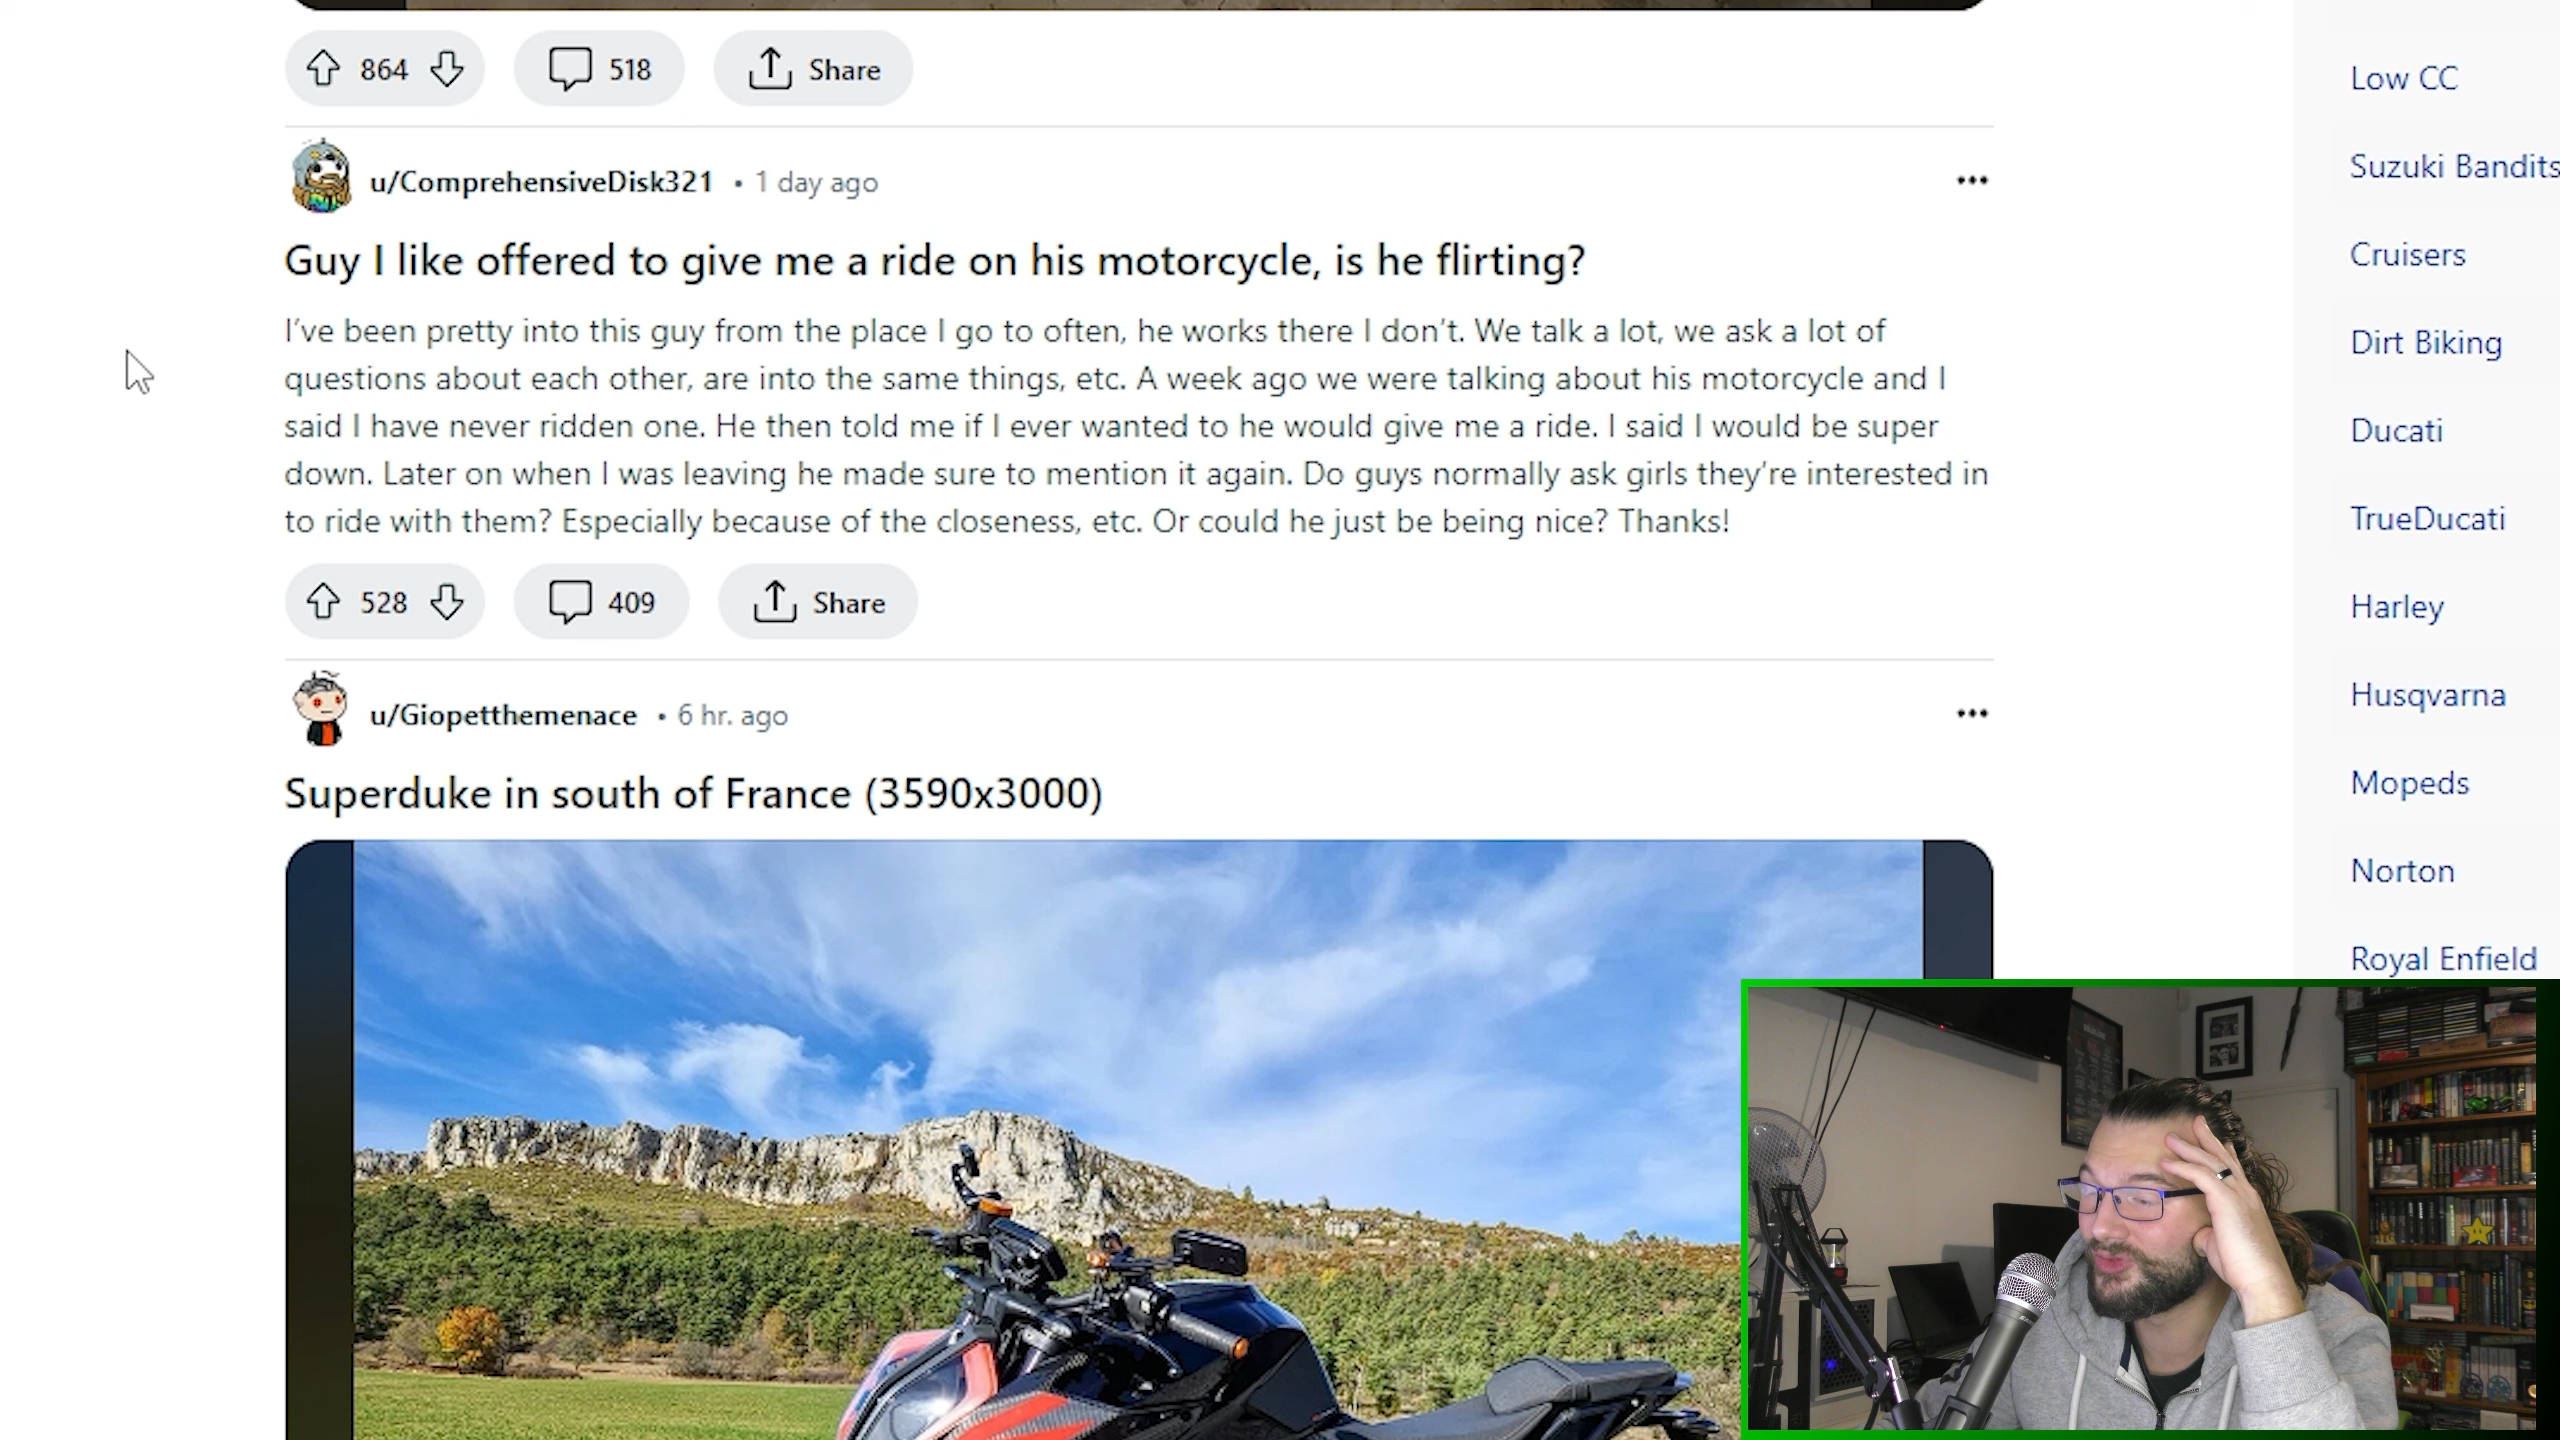 864
518
Share
u/ComprehensiveDisk321 • 1 day ago
Guy I like offered to give me a ride on his motorcycle, is he flirting?
I've been pretty into this guy from the place I go to often, he works there I don't. We talk a lot, we ask a lot of
questions about each other, are into the same things, etc. A week ago we were talking about his motorcycle and I
said I have never ridden one. He then told me if I ever wanted to he would give me a ride. I said I would be super
down. Later on when I was leaving he made sure to mention it again. Do guys normally ask girls they're interested in
to ride with them? Especially because of the closeness, etc. Or could he just be being nice? Thanks!
528
409
Share
u/Giopetthemenace • 6 hr. ago
Superduke in south of France (3590x3000)
Low CC
Suzuki Bandits
Cruisers
Dirt Biking
Ducati
TrueDucati
Harley
Husqvarna
Mopeds
Norton
Royal Enfield